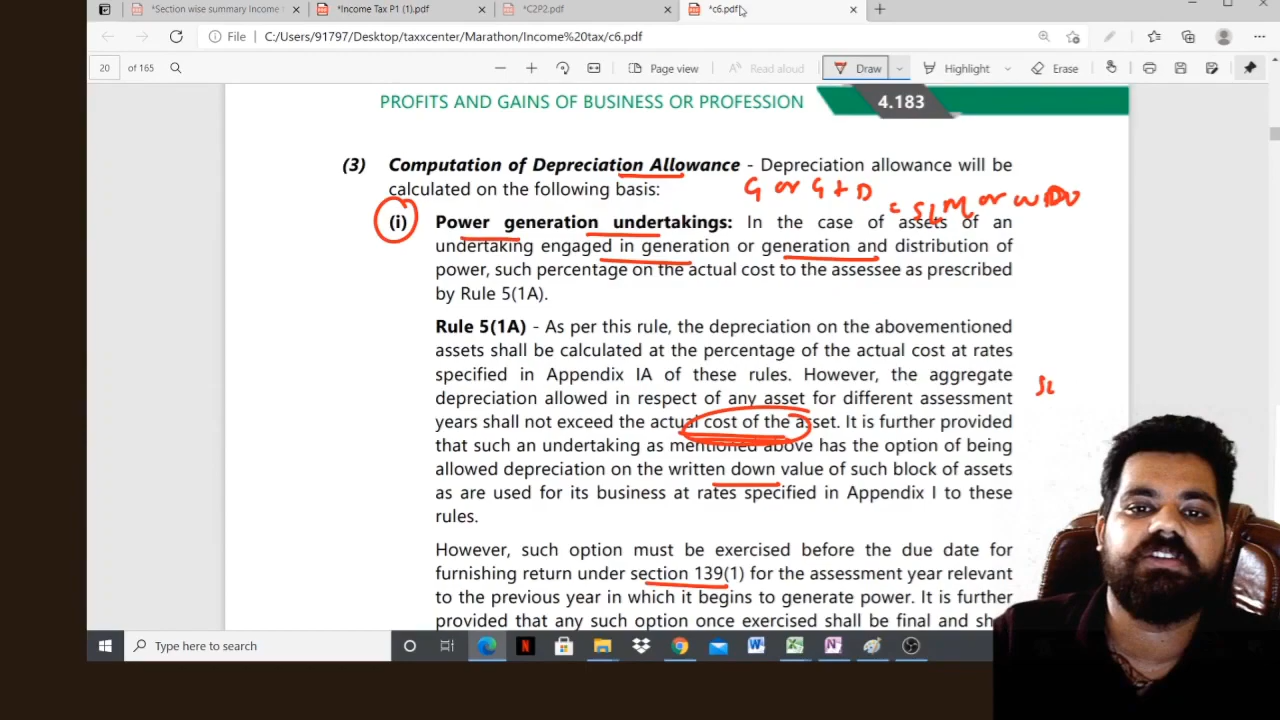 *Section wise summary Income
*Income Tax P1 (1).pdf
*C2P2.pdf
*c6.pdf
File
C:/Users/91797/Desktop/taxxcenter/Marathon/Income%20tax/c6.pdf
20 of 165
Page view
Read aloud
Draw
Highlight
Erase
PROFITS AND GAINS OF BUSINESS OR PROFESSION 4.183
(3) Computation of Depreciation Allowance - Depreciation allowance will be
calculated on the following basis:
G or G + D
= SLM or WDV
(i) Power generation undertakings: In the case of assets of an
undertaking engaged in generation or generation and distribution of
power, such percentage on the actual cost to the assessee as prescribed
by Rule 5(1A).
Rule 5(1A) - As per this rule, the depreciation on the abovementioned
assets shall be calculated at the percentage of the actual cost at rates
specified in Appendix IA of these rules. However, the aggregate
depreciation allowed in respect of any asset for different assessment
SL
years shall not exceed the actual cost of the asset. It is further provided
that such an undertaking as mentioned above has the option of being
allowed depreciation on the written down value of such block of assets
as are used for its business at rates specified in Appendix I to these
rules.
However, such option must be exercised before the due date for
furnishing return under section 139(1) for the assessment year relevant
to the previous year in which it begins to generate power. It is further
provided that any such option once exercised shall be final and sh
Type here to search